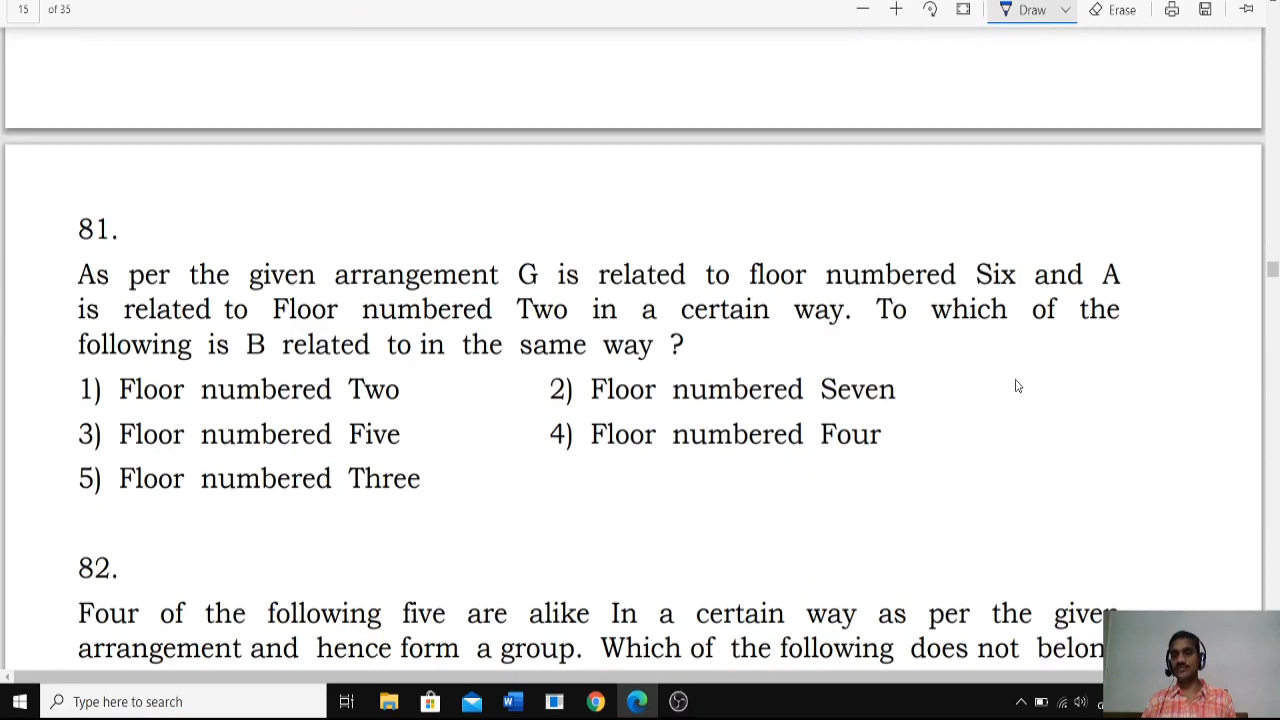 15 of 35
Draw
Erase
81.
As per the given arrangement G is related to floor numbered Six and A
is related to Floor numbered Two in a certain way. To which of the
following is B related to in the same way ?
1) Floor numbered Two 2) Floor numbered Seven
3) Floor numbered Five 4) Floor numbered Four
5) Floor numbered Three
82.
Four of the following five are alike In a certain way as per the given
arrangement and hence form a group. Which of the following does not
Type here to search